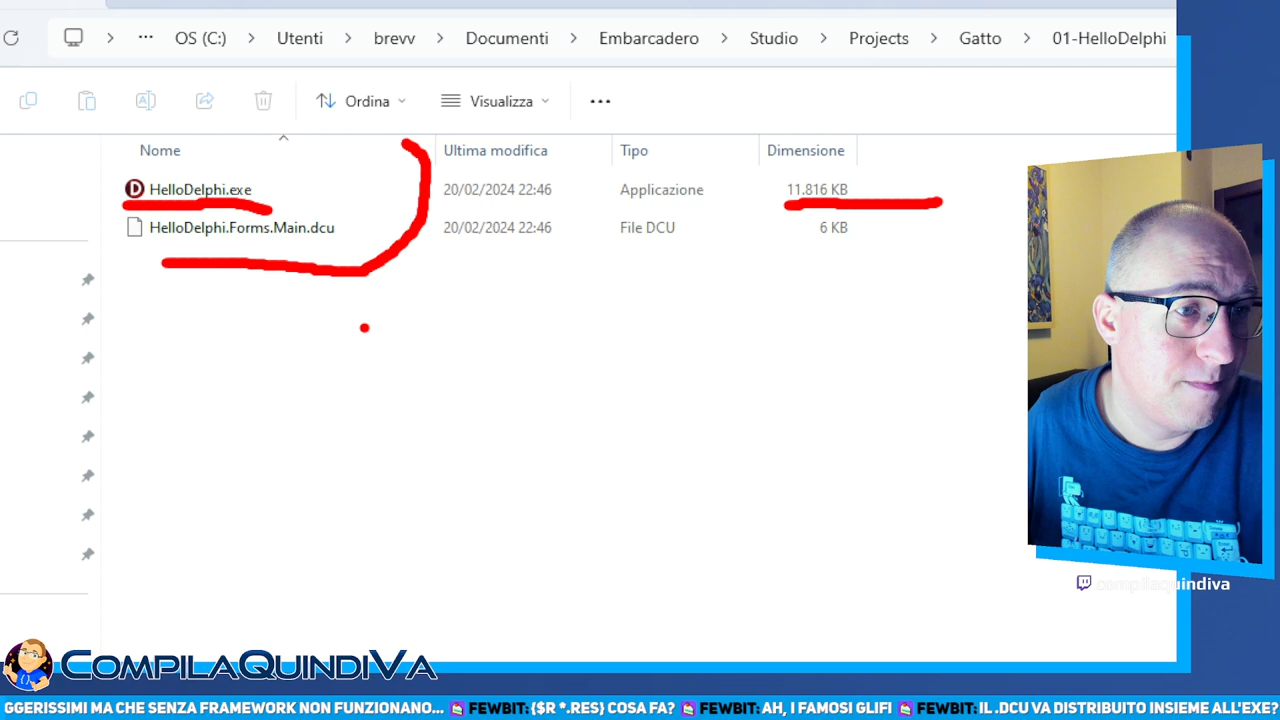 OS (C:) Utenti brevv Documenti Embarcadero Studio Projects Gatto 01-HelloDelphi
Ordina Visualizza
Nome Ultima modifica Tipo Dimensione
HelloDelphi.exe 20/02/2024 22:46 Applicazione 11.816 KB
HelloDelphi.Forms.Main.dcu 20/02/2024 22:46 File DCU 6 KB
compilaquindiva
COMPILAQUINDIVA
GGERISSIMI MA CHE SENZA FRAMEWORK NON FUNZIONANO... FEWBIT: {$R *.RES} COSA FA? FEWBIT: AH, I FAMOSI GLIFI FEWBIT: IL .DCU VA DISTRIBUITO INSIEME ALL'EXE?